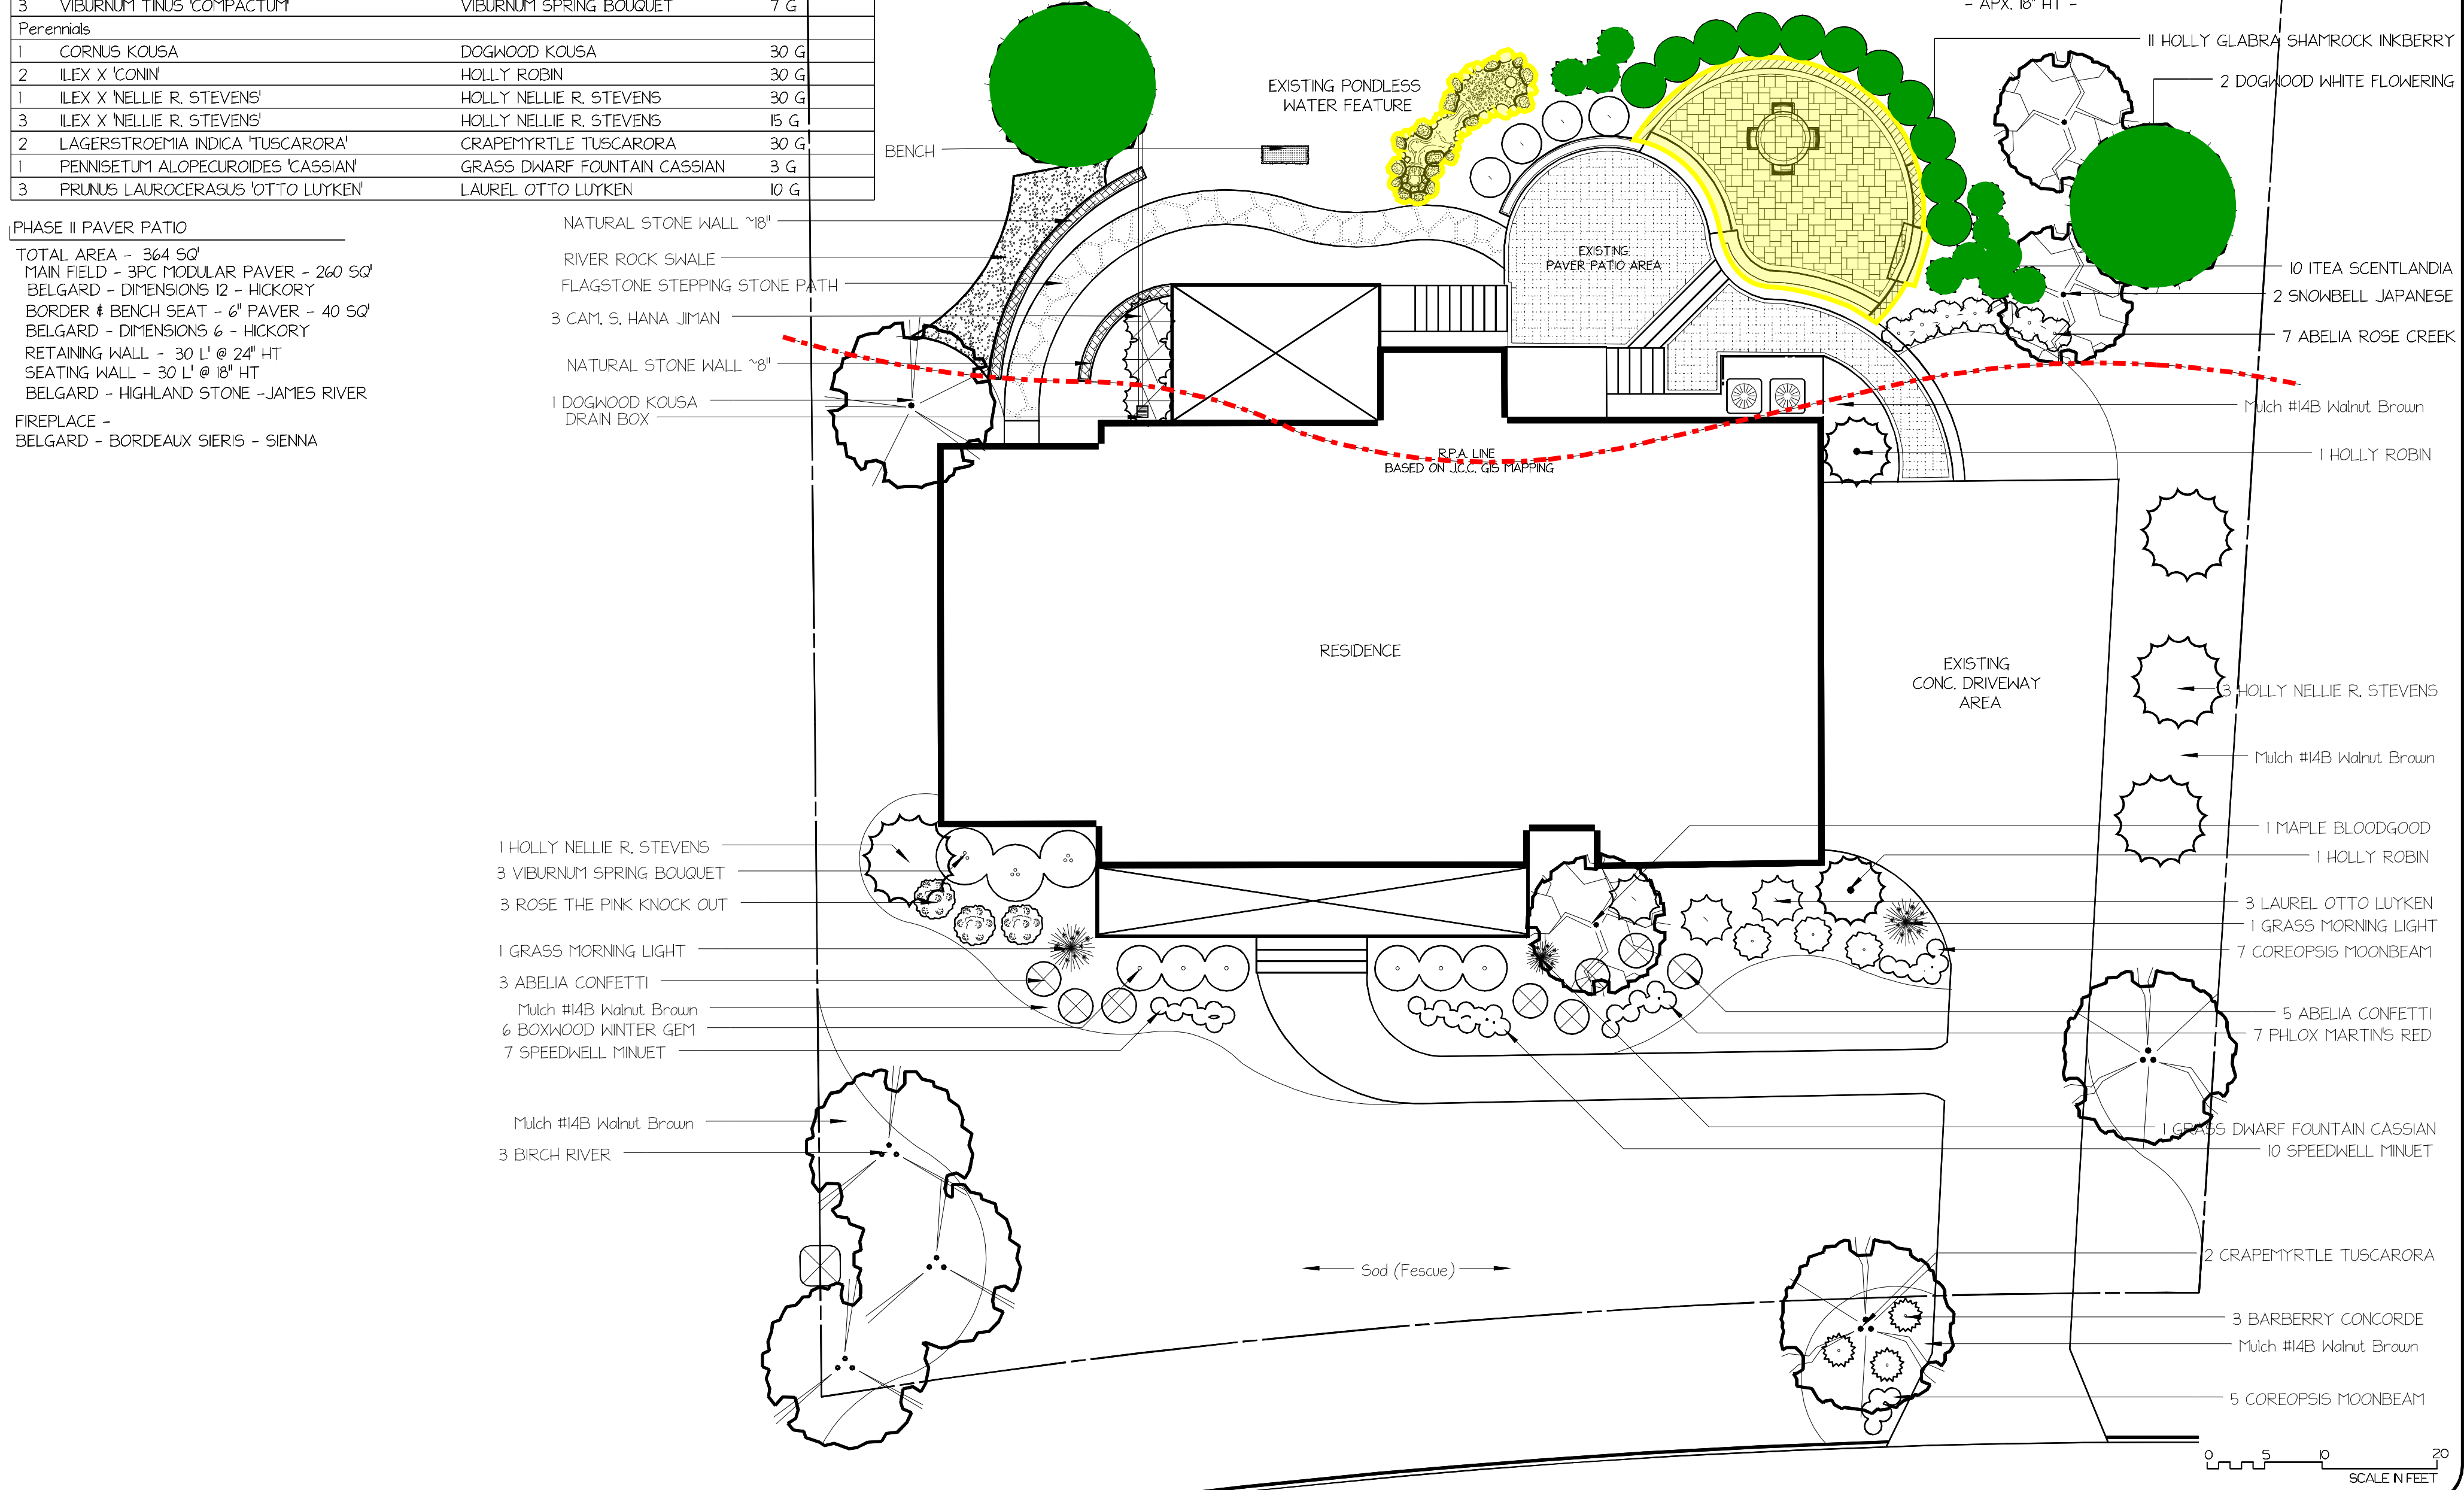 3 VIBURNUM TINUS 'COMPACTUM' VIBURNUM SPRING BOUQUET 7 G
Perennials
1 CORNUS KOUSA DOGWOOD KOUSA 30 G
2 ILEX X 'CONIN' HOLLY ROBIN 30 G
1 ILEX X 'NELLIE R. STEVENS' HOLLY NELLIE R. STEVENS 30 G
3 ILEX X 'NELLIE R. STEVENS' HOLLY NELLIE R. STEVENS 15 G
2 LAGERSTROEMIA INDICA 'TUSCARORA' CRAPEMYRTLE TUSCARORA 30 G
1 PENNISETUM ALOPECUROIDES 'CASSIAN' GRASS DWARF FOUNTAIN CASSIAN 3 G
3 PRUNUS LAUROCERASUS 'OTTO LUYKEN' LAUREL OTTO LUYKEN 10 G
PHASE II PAVER PATIO
TOTAL AREA - 364 SQ'
MAIN FIELD - 3PC MODULAR PAVER - 260 SQ'
BELGARD - DIMENSIONS 12 - HICKORY
BORDER & BENCH SEAT - 6" PAVER - 40 SQ'
BELGARD - DIMENSIONS 6 - HICKORY
RETAINING WALL - 30 L' @ 24" HT
SEATING WALL - 30 L' @ 18" HT
BELGARD - HIGHLAND STONE -JAMES RIVER
FIREPLACE -
BELGARD - BORDEAUX SIERIS - SIENNA
BENCH
NATURAL STONE WALL ~18"
RIVER ROCK SWALE
FLAGSTONE STEPPING STONE PATH
3 CAM. S. HANA JIMAN
NATURAL STONE WALL ~8"
1 DOGWOOD KOUSA
DRAIN BOX
EXISTING PONDLESS
WATER FEATURE
EXISTING
PAVER PATIO AREA
- APX. 18" HT -
11 HOLLY GLABRA SHAMROCK INKBERRY
2 DOGWOOD WHITE FLOWERING
10 ITEA SCENTLANDIA
2 SNOWBELL JAPANESE
7 ABELIA ROSE CREEK
Mulch #14B Walnut Brown
1 HOLLY ROBIN
R.P.A. LINE
BASED ON J.C.C. GIS MAPPING
RESIDENCE
EXISTING
CONC. DRIVEWAY
AREA
3 HOLLY NELLIE R. STEVENS
Mulch #14B Walnut Brown
1 MAPLE BLOODGOOD
1 HOLLY ROBIN
3 LAUREL OTTO LUYKEN
1 GRASS MORNING LIGHT
7 COREOPSIS MOONBEAM
5 ABELIA CONFETTI
7 PHLOX MARTIN'S RED
1 GRASS DWARF FOUNTAIN CASSIAN
10 SPEEDWELL MINUET
1 HOLLY NELLIE R. STEVENS
3 VIBURNUM SPRING BOUQUET
3 ROSE THE PINK KNOCK OUT
1 GRASS MORNING LIGHT
3 ABELIA CONFETTI
Mulch #14B Walnut Brown
6 BOXWOOD WINTER GEM
7 SPEEDWELL MINUET
Mulch #14B Walnut Brown
3 BIRCH RIVER
Sod (Fescue)
2 CRAPEMYRTLE TUSCARORA
3 BARBERRY CONCORDE
Mulch #14B Walnut Brown
5 COREOPSIS MOONBEAM
0 5 10 20
SCALE IN FEET